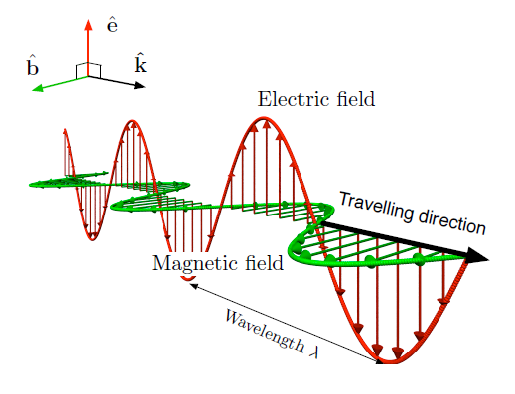 ê
b̂
k̂
Electric field
Travelling direction
Magnetic field
Wavelength λ